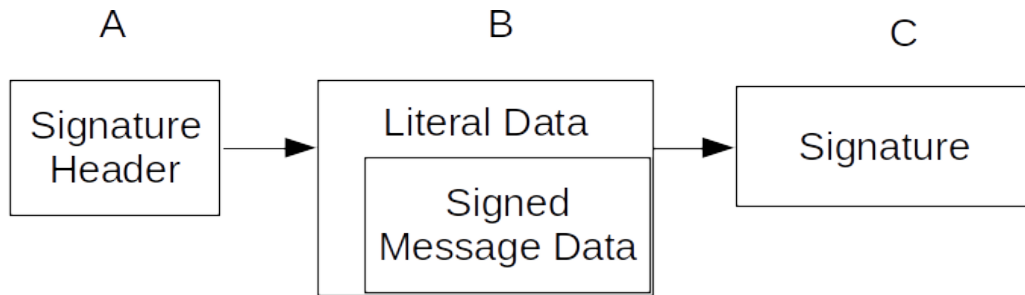 A
B
C
Signature
Header
Literal Data
Signed
Message Data
Signature